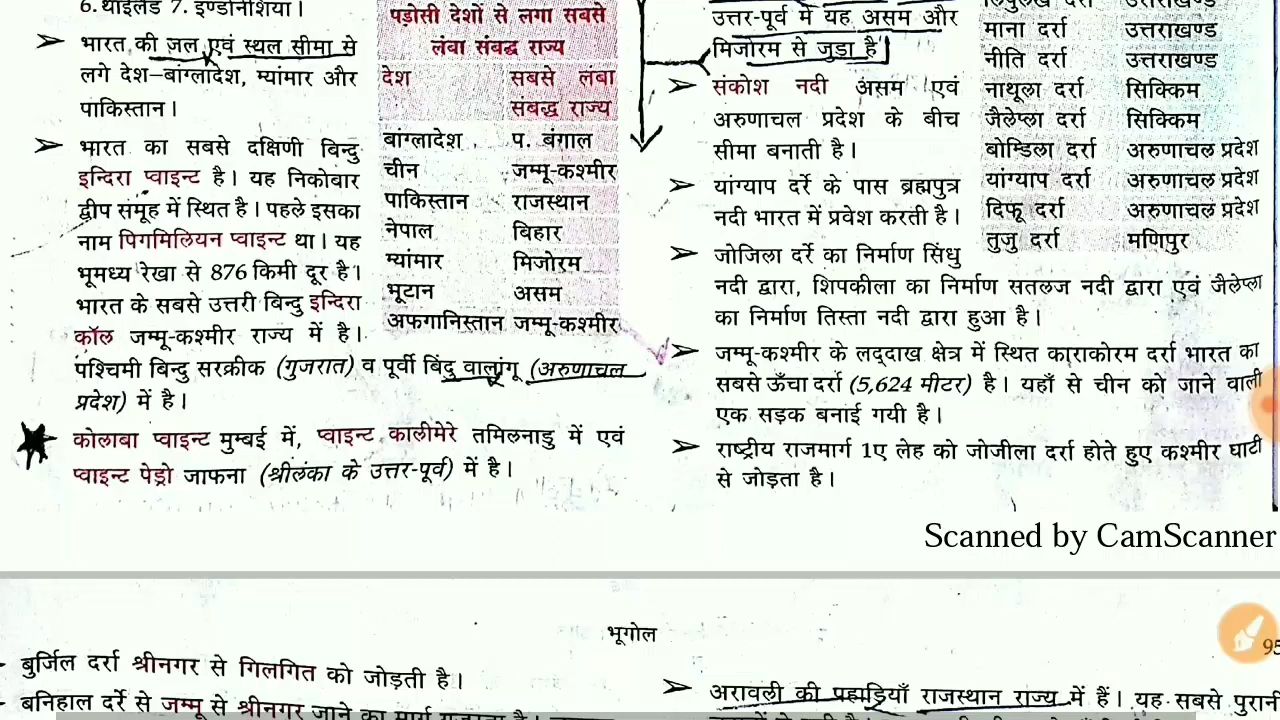 6. थाईलैंड 7. इण्डोनेशिया।
भारत की जल एवं स्थल सीमा से
लगे देश–बांग्लादेश, म्यांमार और
पाकिस्तान।
भारत का सबसे दक्षिणी बिन्दु
इन्दिरा प्वाइन्ट है। यह निकोबार
द्वीप समूह में स्थित है। पहले इसका
नाम पिगमिलियन प्वाइन्ट था। यह
भूमध्य रेखा से 876 किमी दूर है।
भारत के सबसे उत्तरी बिन्दु इन्दिरा
कॉल जम्मू-कश्मीर राज्य में है।
पश्चिमी बिन्दु सरक्रीक (गुजरात) व पूर्वी बिंदु वालांगू (अरुणाचल
प्रदेश) में है।
कोलाबा प्वाइन्ट मुम्बई में, प्वाइन्ट कालीमेरे तमिलनाडु में एवं
प्वाइन्ट पेड्रो जाफना (श्रीलंका के उत्तर-पूर्व) में है।
पड़ोसी देशों से लगा सबसे
लंबा संबद्ध राज्य
देश सबसे लंबा
संबद्ध राज्य
बांग्लादेश प. बंगाल
चीन जम्मू-कश्मीर
पाकिस्तान राजस्थान
नेपाल बिहार
म्यांमार मिजोरम
भूटान असम
अफगानिस्तान जम्मू-कश्मीर
उत्तर-पूर्व में यह असम और
मिजोरम से जुड़ा है
संकोश नदी असम एवं
अरुणाचल प्रदेश के बीच
सीमा बनाती है।
यांग्याप दर्रे के पास ब्रह्मपुत्र
नदी भारत में प्रवेश करती है।
जोजिला दर्रे का निर्माण सिंधु
नदी द्वारा, शिपकीला का निर्माण सतलज नदी द्वारा एवं जैलेप्ला
का निर्माण तिस्ता नदी द्वारा हुआ है।
जम्मू-कश्मीर के लद्दाख क्षेत्र में स्थित काराकोरम दर्रा भारत का
सबसे ऊँचा दर्रा (5,624 मीटर) है। यहाँ से चीन को जाने वाली
एक सड़क बनाई गयी है।
राष्ट्रीय राजमार्ग 1ए लेह को जोजीला दर्रा होते हुए कश्मीर घाटी
से जोड़ता है।
माना दर्रा उत्तराखण्ड
नीति दर्रा उत्तराखण्ड
नाथूला दर्रा सिक्किम
जैलेप्ला दर्रा सिक्किम
बोम्डिला दर्रा अरुणाचल प्रदेश
यांग्याप दर्रा अरुणाचल प्रदेश
दिफू दर्रा अरुणाचल प्रदेश
तुजु दर्रा मणिपुर
Scanned by CamScanner
भूगोल
95
बुर्जिल दर्रा श्रीनगर से गिलगित को जोड़ती है।
बनिहाल दर्रे से जम्मू से श्रीनगर जाने का मार्ग
अरावली की पहाड़ियाँ राजस्थान राज्य में हैं। यह सबसे पुरानी